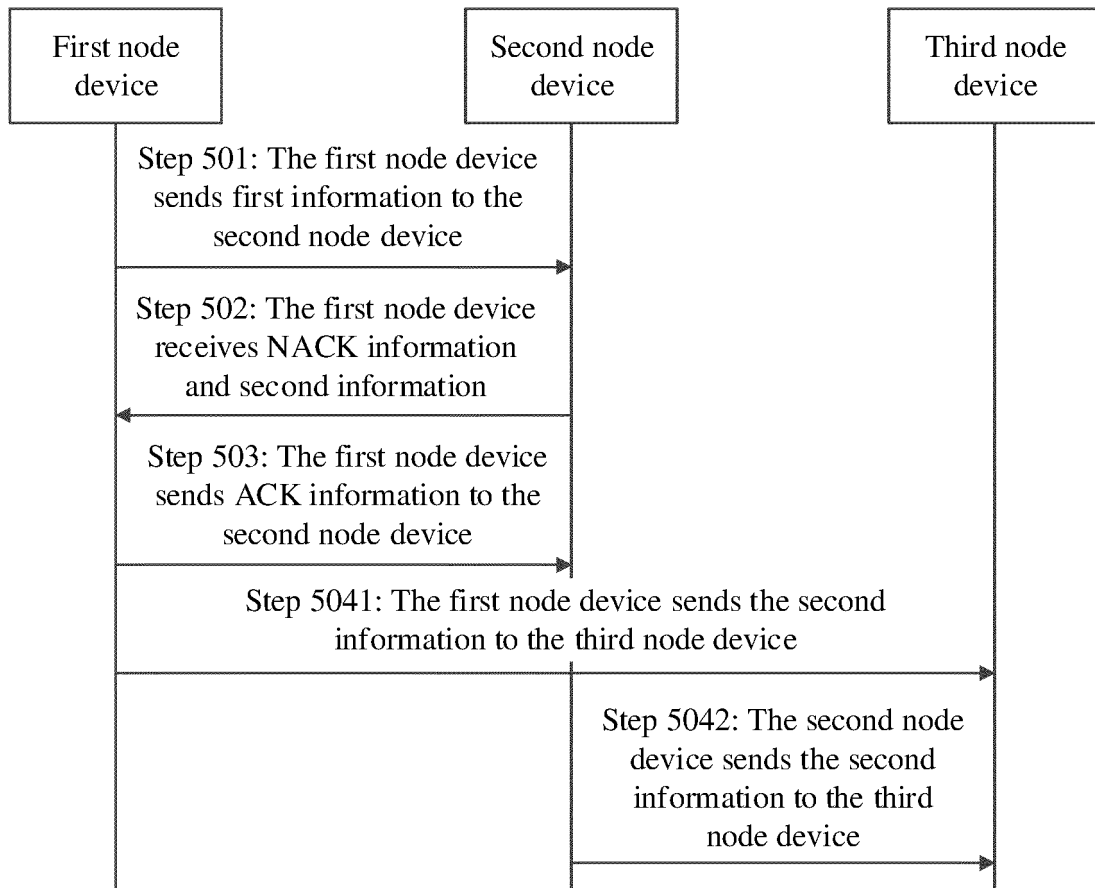 First node
device
Second node
device
Third node
device
Step 501: The first node device
sends first information to the
second node device
Step 502: The first node device
receives NACK information
and second information
Step 503: The first node device
sends ACK information to the
second node device
Step 5041: The first node device sends the second
information to the third node device
Step 5042: The second node
device sends the second
information to the third
node device